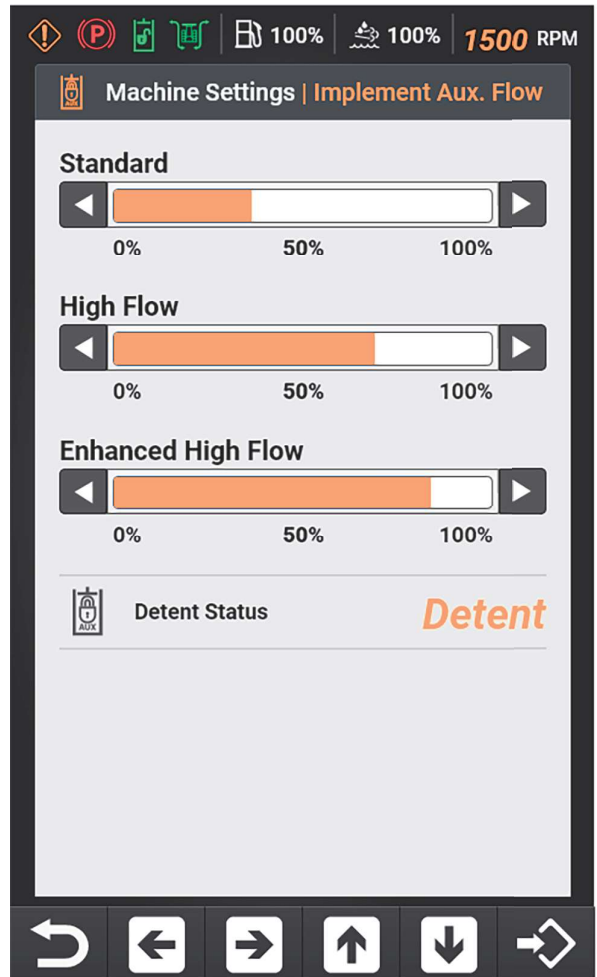 P 100% 100% 1500 RPM
AUX Machine Settings | Implement Aux. Flow
Standard
0% 50% 100%
High Flow
0% 50% 100%
Enhanced High Flow
0% 50% 100%
AUX Detent Status Detent